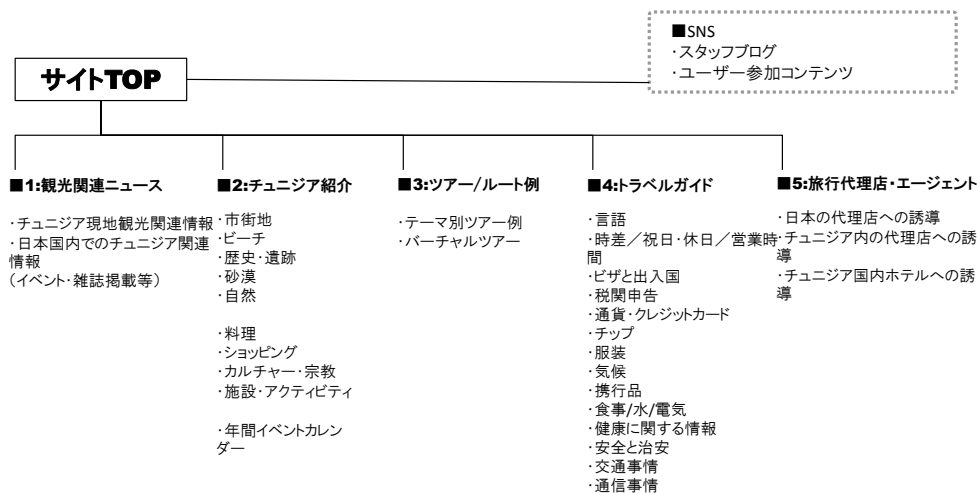 ■SNS
・スタッフブログ
・ユーザー参加コンテンツ
サイトTOP
■1:観光関連ニュース
・チュニジア現地観光関連情報
・日本国内でのチュニジア関連
情報
（イベント・雑誌掲載等）
■2:チュニジア紹介
・市街地
・ビーチ
・歴史・遺跡
・砂漠
・自然
・料理
・ショッピング
・カルチャー・宗教
・施設・アクティビティ
・年間イベントカレン
ダー
■3:ツアー/ルート例
・テーマ別ツアー例
・バーチャルツアー
■4:トラベルガイド
・言語
・時差／祝日・休日／営業時
間
・ビザと出入国
・税関申告
・通貨・クレジットカード
・チップ
・服装
・気候
・携行品
・食事/水/電気
・健康に関する情報
・安全と治安
・交通事情
・通信事情
■5:旅行代理店・エージェント
・日本の代理店への誘導
・チュニジア内の代理店への誘
導
・チュニジア国内ホテルへの誘
導